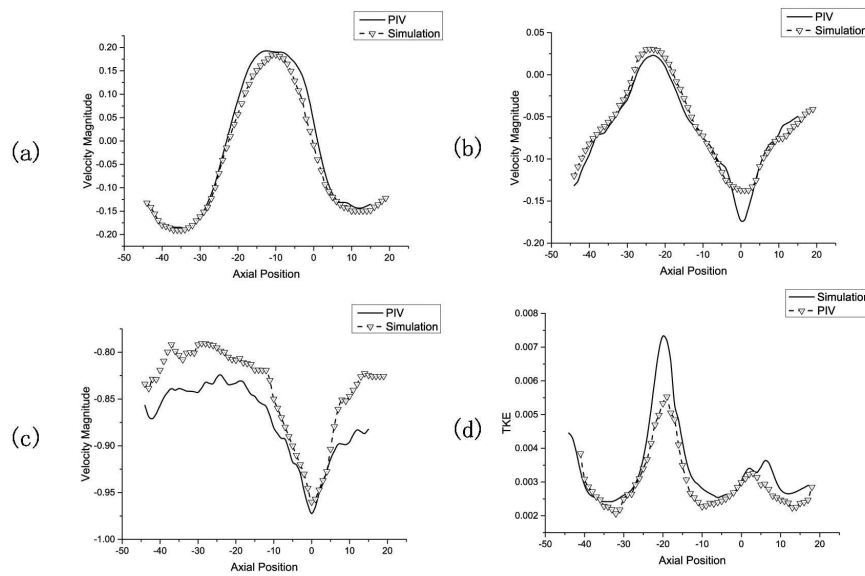 (a)
PIV
Simulation
Velocity Magnitude
0.20
0.15
0.10
0.05
0.00
-0.05
-0.10
-0.15
-0.20
-50 -40 -30 -20 -10 0 10 20
Axial Position
(b)
PIV
Simulation
Velocity Magnitude
0.05
0.00
-0.05
-0.10
-0.15
-0.20
-50 -40 -30 -20 -10 0 10 20
Axial Position
(c)
PIV
Simulation
Velocity Magnitude
-0.80
-0.85
-0.90
-0.95
-1.00
-50 -40 -30 -20 -10 0 10 20
Axial Position
(d)
Simulation
PIV
TKE
0.008
0.007
0.006
0.005
0.004
0.003
0.002
-50 -40 -30 -20 -10 0 10 20
Axial Position